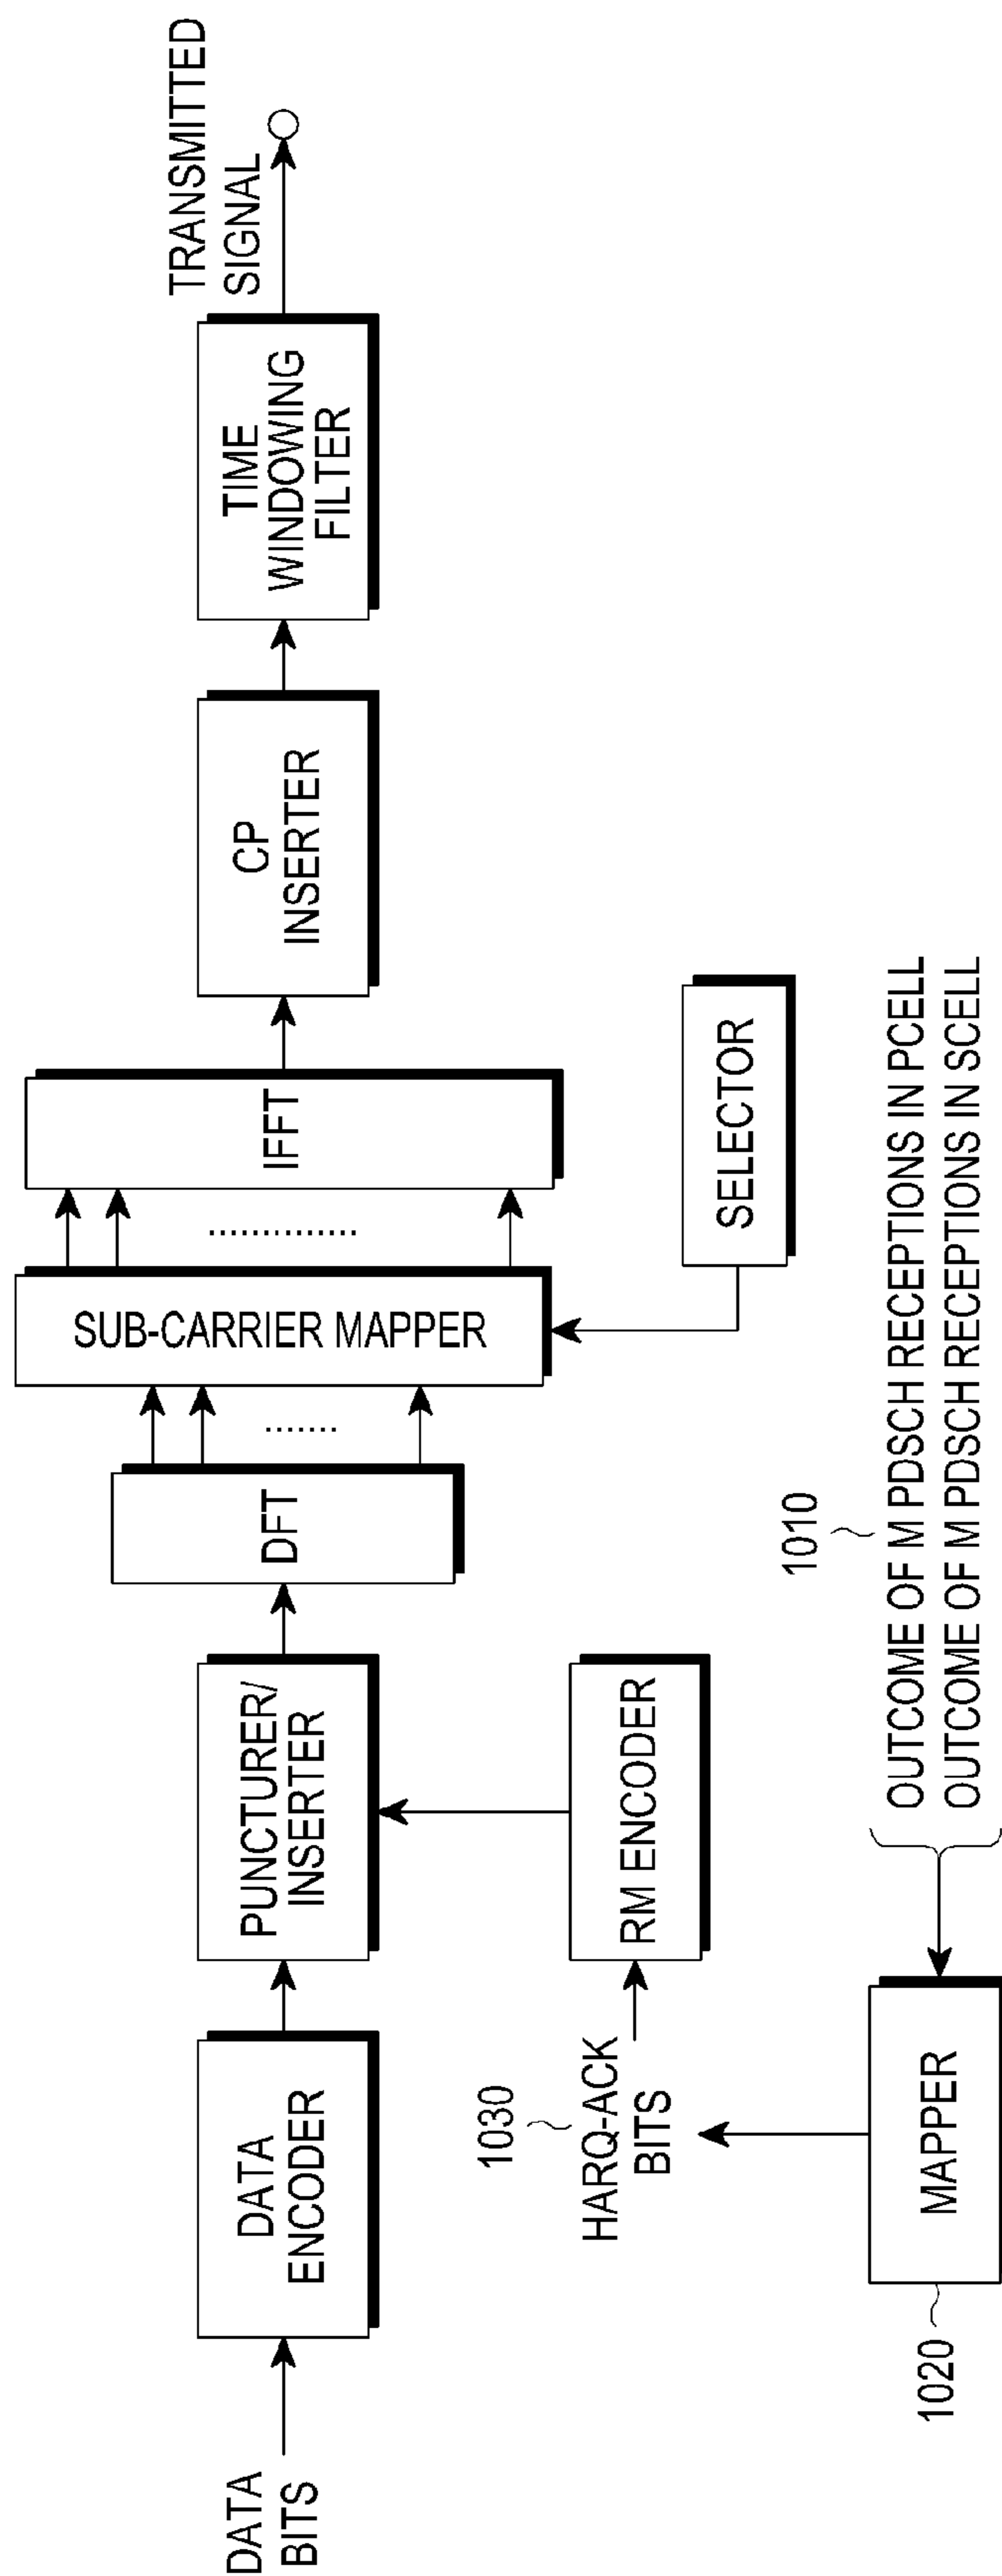 DATA
BITS
DATA
ENCODER
PUNCTURER/
INSERTER
DFT
.......
SUB-CARRIER MAPPER
...............
IFFT
CP
INSERTER
TIME
WINDOWING
FILTER
TRANSMITTED
SIGNAL
1030
HARQ-ACK
BITS
RM ENCODER
SELECTOR
1020
MAPPER
1010
OUTCOME OF M PDSCH RECEPTIONS IN PCELL
OUTCOME OF M PDSCH RECEPTIONS IN SCELL